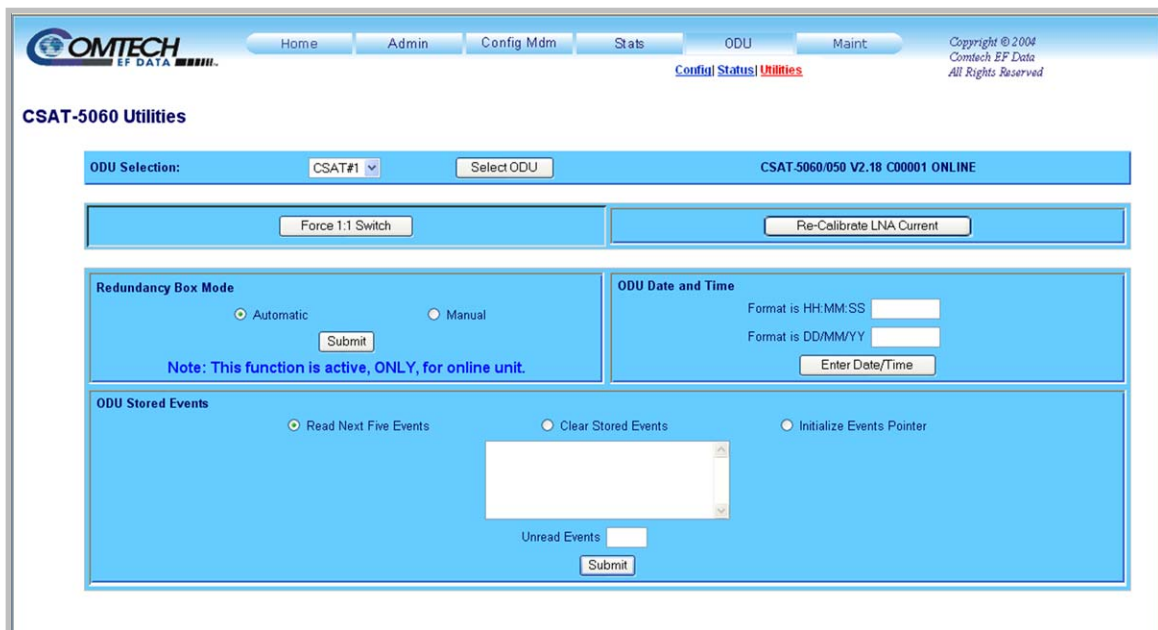 COMTECH
EF DATA
Home Admin Config Mdm Stats ODU Maint
Config| Status| Utilities
Copyright © 2004
Comtech EF Data
All Rights Reserved
CSAT-5060 Utilities
ODU Selection: CSAT#1 Select ODU CSAT-5060/050 V2.18 C00001 ONLINE
Force 1:1 Switch Re-Calibrate LNA Current
Redundancy Box Mode
Automatic Manual
Submit
Note: This function is active, ONLY, for online unit.
ODU Date and Time
Format is HH:MM:SS
Format is DD/MM/YY
Enter Date/Time
ODU Stored Events
Read Next Five Events Clear Stored Events Initialize Events Pointer
Unread Events
Submit